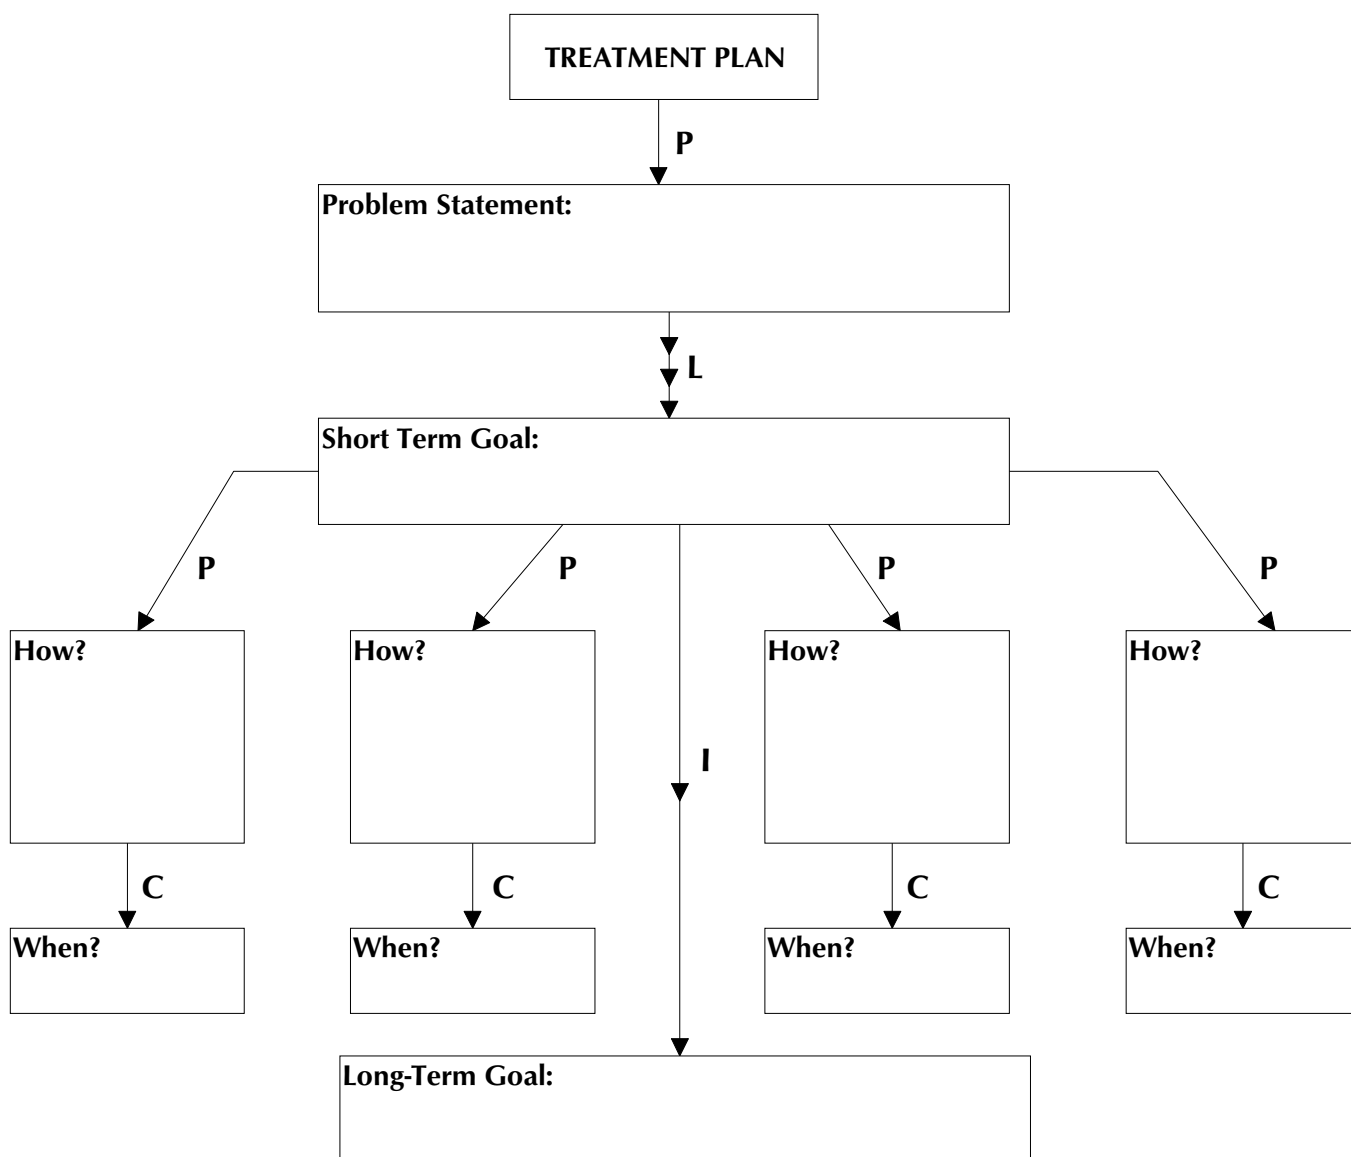 TREATMENT PLAN
P
Problem Statement:
L
Short Term Goal:
P
P
P
P
How?
How?
How?
How?
I
C
C
C
C
When?
When?
When?
When?
Long-Term Goal: